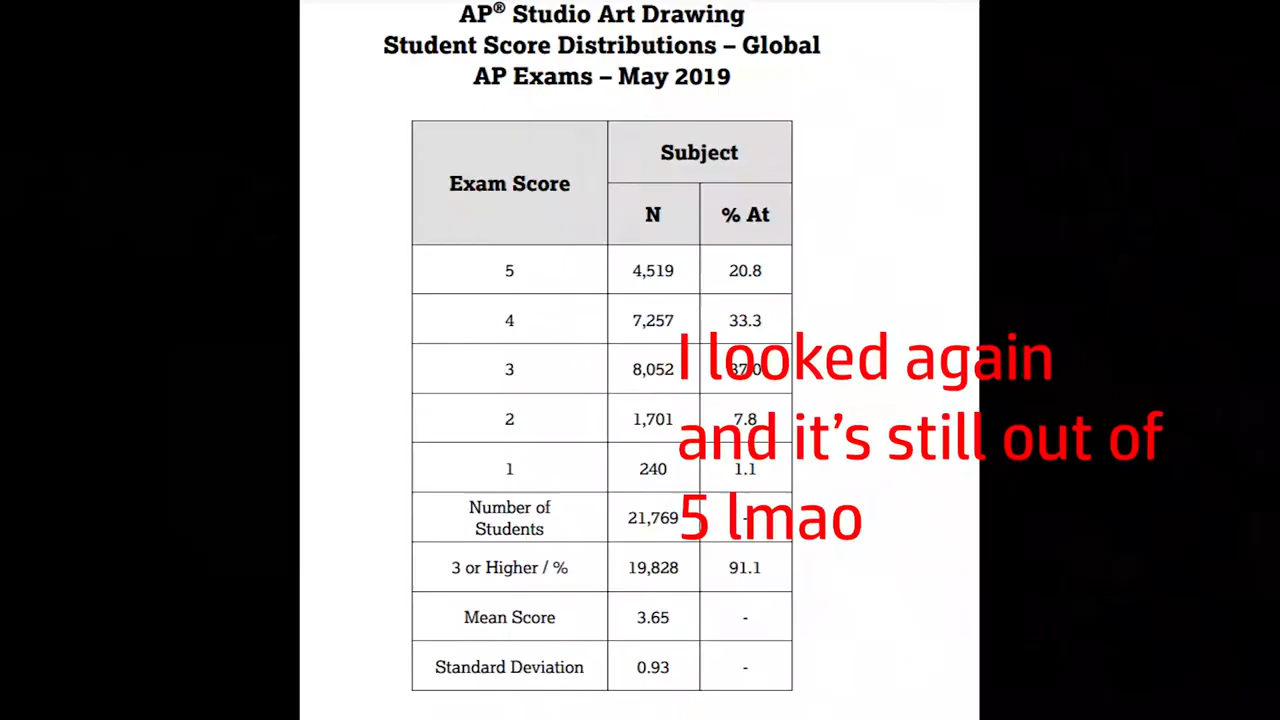 AP® Studio Art Drawing
Student Score Distributions – Global
AP Exams – May 2019
Exam Score
Subject
N
% At
5 4,519 20.8
4 7,257 33.3
3 8,052 37.0
2 1,701 7.8
1 240 1.1
Number of
Students
21,769 -
3 or Higher / % 19,828 91.1
Mean Score 3.65 -
Standard Deviation 0.93 -
I looked again
and it’s still out of
5 lmao